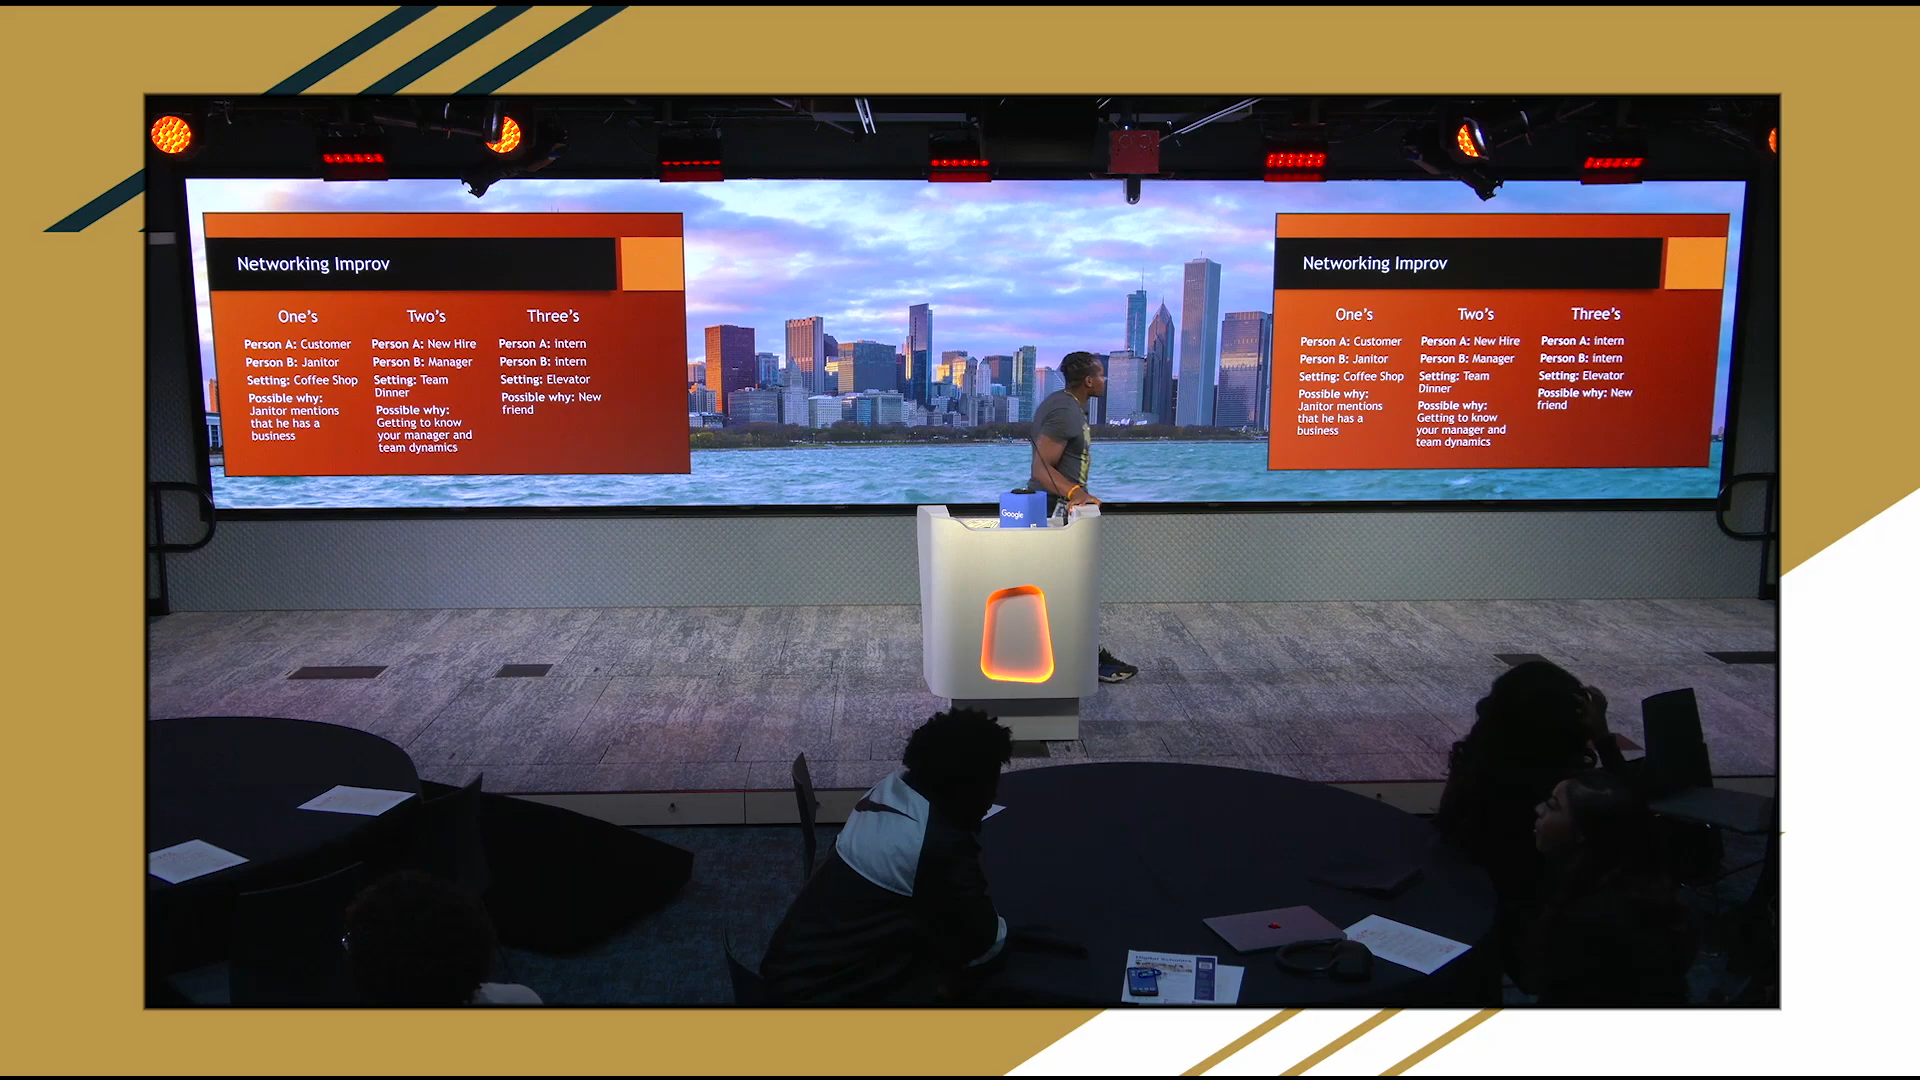 Networking Improv
One's
Person A: Customer
Person B: Janitor
Setting: Coffee Shop
Possible why:
Janitor mentions
that he has a
business
Two's
Person A: New Hire
Person B: Manager
Setting: Team
Dinner
Possible why:
Getting to know
your manager and
team dynamics
Three's
Person A: intern
Person B: intern
Setting: Elevator
Possible why: New
friend
Networking Improv
One's
Person A: Customer
Person B: Janitor
Setting: Coffee Shop
Possible why:
Janitor mentions
that he has a
business
Two's
Person A: New Hire
Person B: Manager
Setting: Team
Dinner
Possible why:
Getting to know
your manager and
team dynamics
Three's
Person A: intern
Person B: intern
Setting: Elevator
Possible why: New
friend
Google
Digital Scholars